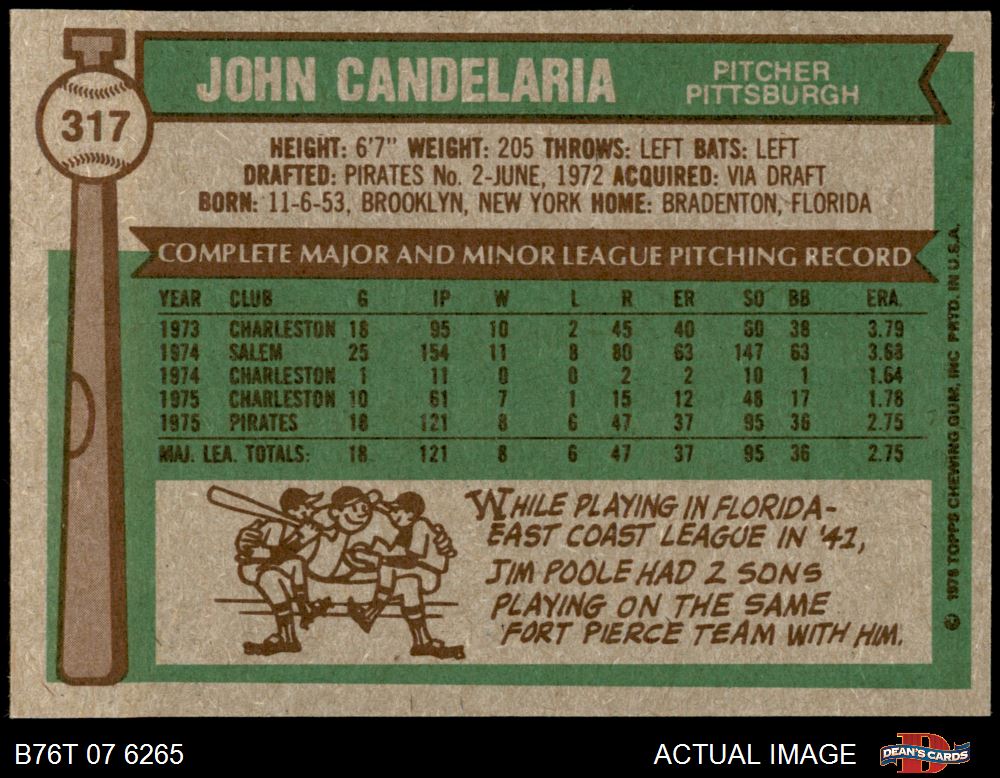 317
JOHN CANDELARIA
PITCHER
PITTSBURGH
HEIGHT: 6'7" WEIGHT: 205 THROWS: LEFT BATS: LEFT
DRAFTED: PIRATES No. 2-JUNE, 1972 ACQUIRED: VIA DRAFT
BORN: 11-6-53, BROOKLYN, NEW YORK HOME: BRADENTON, FLORIDA
COMPLETE MAJOR AND MINOR LEAGUE PITCHING RECORD
YEAR CLUB G IP W L R ER SO BB ERA.
1973 CHARLESTON 18 95 10 2 45 40 60 38 3.79
1974 SALEM 25 154 11 8 80 63 147 63 3.68
1974 CHARLESTON 1 11 0 0 2 2 10 1 1.64
1975 CHARLESTON 10 61 7 1 15 12 48 17 1.78
1975 PIRATES 18 121 8 6 47 37 95 36 2.75
MAJ. LEA. TOTALS: 18 121 8 6 47 37 95 36 2.75
WHILE PLAYING IN FLORIDA-
EAST COAST LEAGUE IN '41,
JIM POOLE HAD 2 SONS
PLAYING ON THE SAME
FORT PIERCE TEAM WITH HIM.
© 1976 TOPPS CHEWING GUM, INC PRTD. IN U.S.A.
B76T 07 6265
ACTUAL IMAGE
DEAN'S CARDS